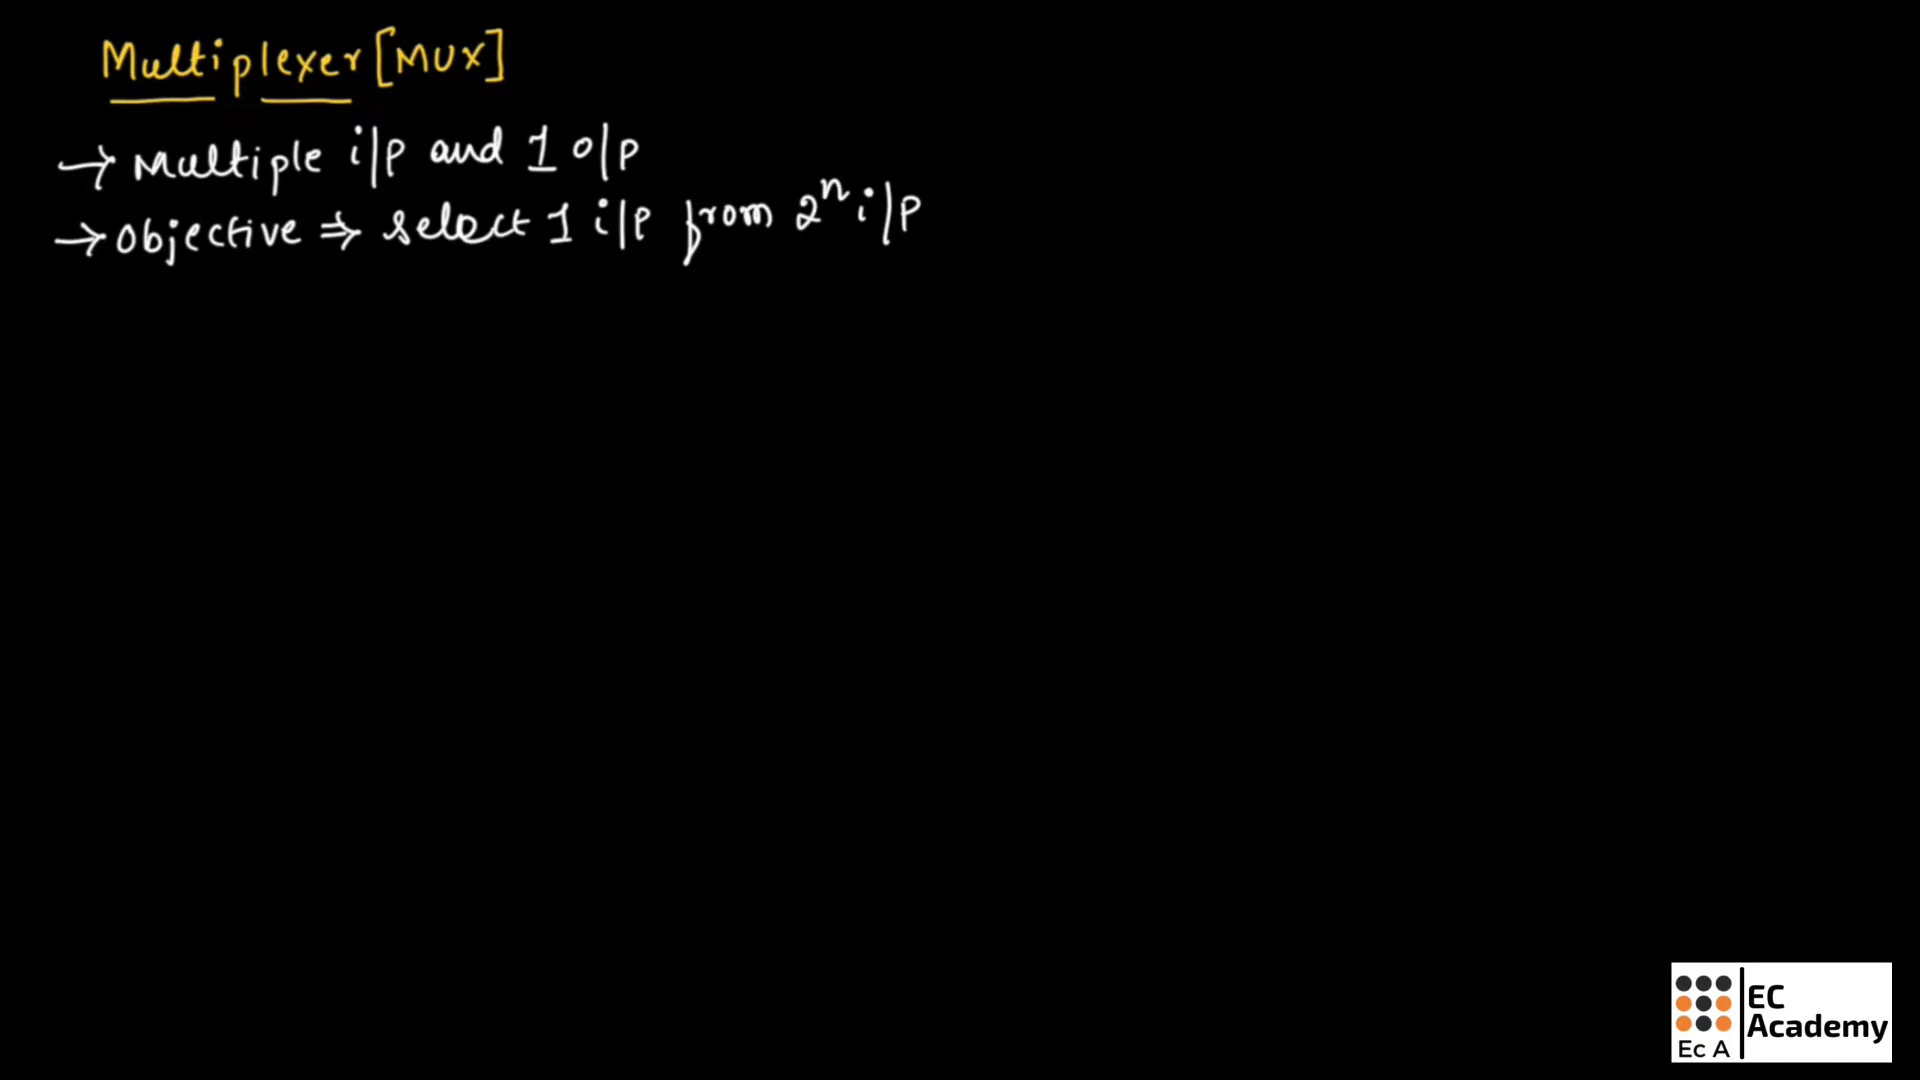 Multiplexer [MUX]
→ Multiple i/p and 1 o/p
→ Objective ⇒ select 1 i/p from 2ⁿ i/p
EC
Academy
Ec A